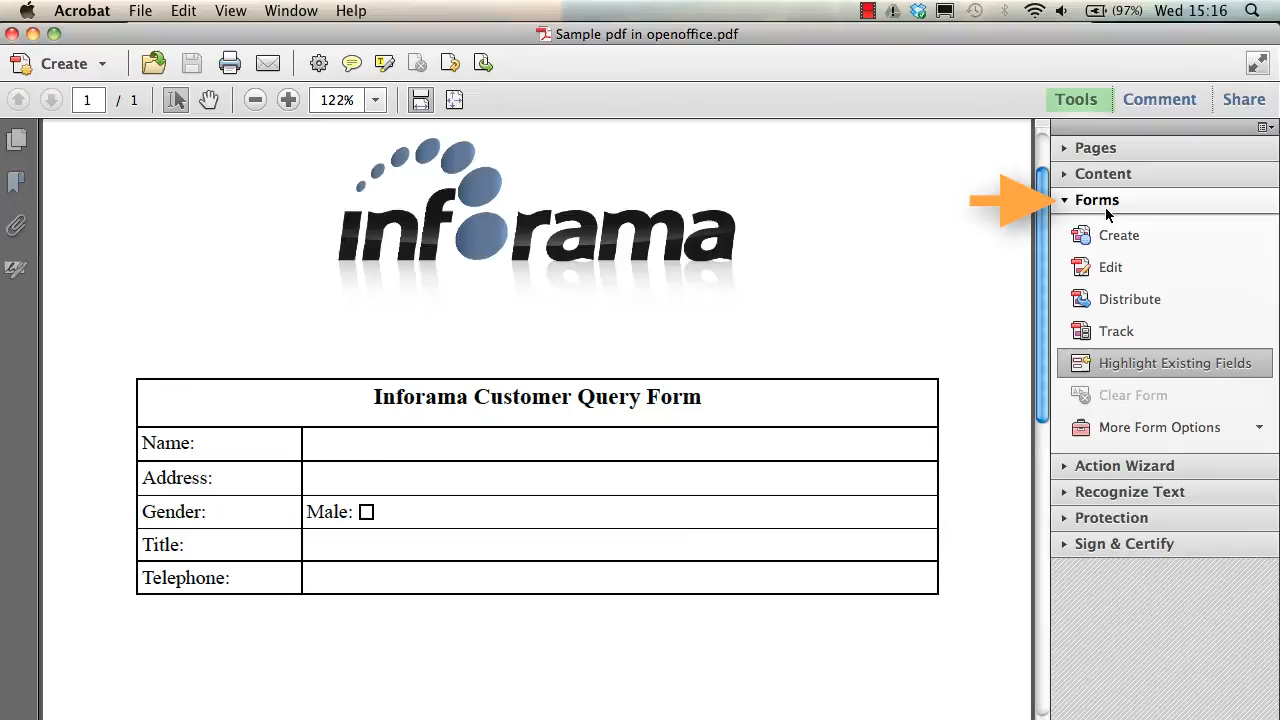 Acrobat File Edit View Window Help (97%) Wed 15:16
Sample pdf in openoffice.pdf
Create
1 / 1 122% Tools Comment Share
Pages
Content
Forms
Create
Edit
Distribute
Track
Highlight Existing Fields
Clear Form
More Form Options
Action Wizard
Recognize Text
Protection
Sign & Certify
inforama
Inforama Customer Query Form
Name:
Address:
Gender: Male:
Title:
Telephone: